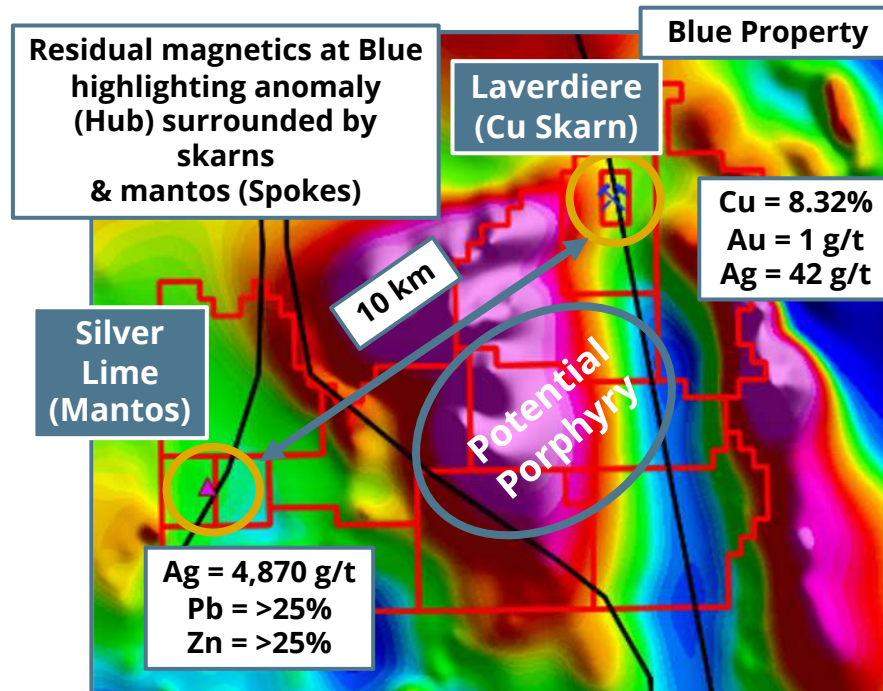 Residual magnetics at Blue
highlighting anomaly
(Hub) surrounded by
skarns
& mantos (Spokes)
Blue Property
Laverdiere
(Cu Skarn)
Cu = 8.32%
Au = 1 g/t
Ag = 42 g/t
10 km
Silver
Lime
(Mantos)
Potential
Porphyry
Ag = 4,870 g/t
Pb = >25%
Zn = >25%